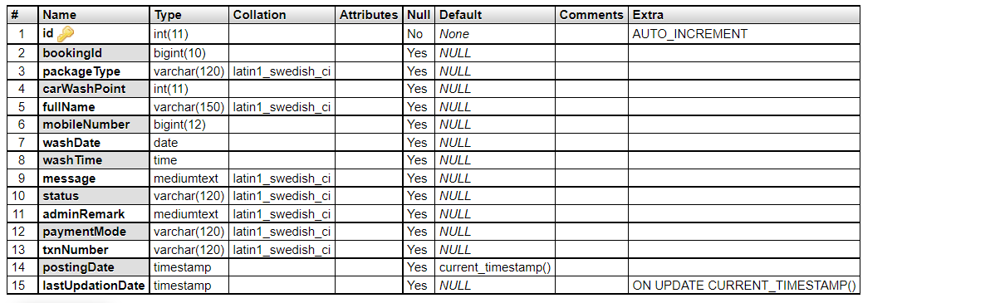 # Name Type Collation Attributes Null Default Comments Extra
1 id int(11) No None AUTO_INCREMENT
2 bookingId bigint(10) Yes NULL
3 packageType varchar(120) latin1_swedish_ci Yes NULL
4 carWashPoint int(11) Yes NULL
5 fullName varchar(150) latin1_swedish_ci Yes NULL
6 mobileNumber bigint(12) Yes NULL
7 washDate date Yes NULL
8 washTime time Yes NULL
9 message mediumtext latin1_swedish_ci Yes NULL
10 status varchar(120) latin1_swedish_ci Yes NULL
11 adminRemark mediumtext latin1_swedish_ci Yes NULL
12 paymentMode varchar(120) latin1_swedish_ci Yes NULL
13 txnNumber varchar(120) latin1_swedish_ci Yes NULL
14 postingDate timestamp Yes current_timestamp()
15 lastUpdationDate timestamp Yes NULL ON UPDATE CURRENT_TIMESTAMP()